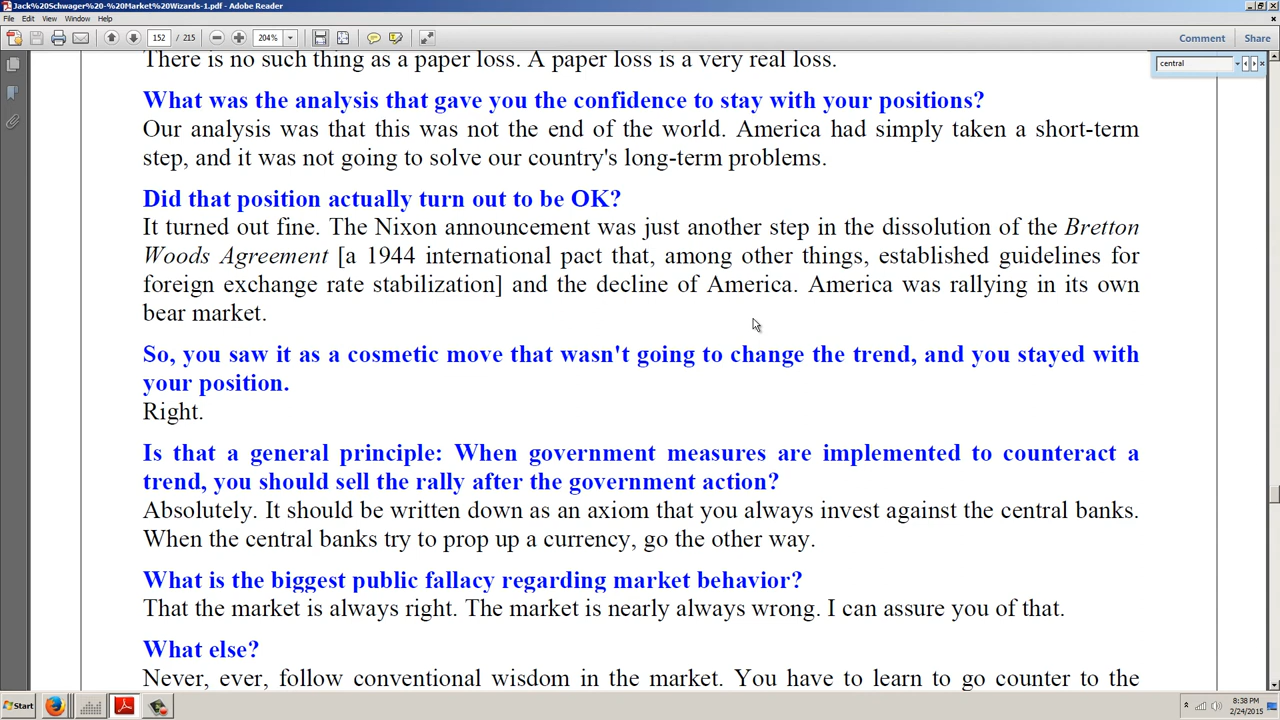 Jack%20Schwager%20-%20Market%20Wizards-1.pdf - Adobe Reader
File Edit View Window Help
152 / 215 204% Comment Share
central
There is no such thing as a paper loss. A paper loss is a very real loss.
What was the analysis that gave you the confidence to stay with your positions?
Our analysis was that this was not the end of the world. America had simply taken a short-term
step, and it was not going to solve our country's long-term problems.
Did that position actually turn out to be OK?
It turned out fine. The Nixon announcement was just another step in the dissolution of the Bretton
Woods Agreement [a 1944 international pact that, among other things, established guidelines for
foreign exchange rate stabilization] and the decline of America. America was rallying in its own
bear market.
So, you saw it as a cosmetic move that wasn't going to change the trend, and you stayed with
your position.
Right.
Is that a general principle: When government measures are implemented to counteract a
trend, you should sell the rally after the government action?
Absolutely. It should be written down as an axiom that you always invest against the central banks.
When the central banks try to prop up a currency, go the other way.
What is the biggest public fallacy regarding market behavior?
That the market is always right. The market is nearly always wrong. I can assure you of that.
What else?
Never, ever, follow conventional wisdom in the market. You have to learn to go counter to the
Start
8:38 PM
2/24/2015